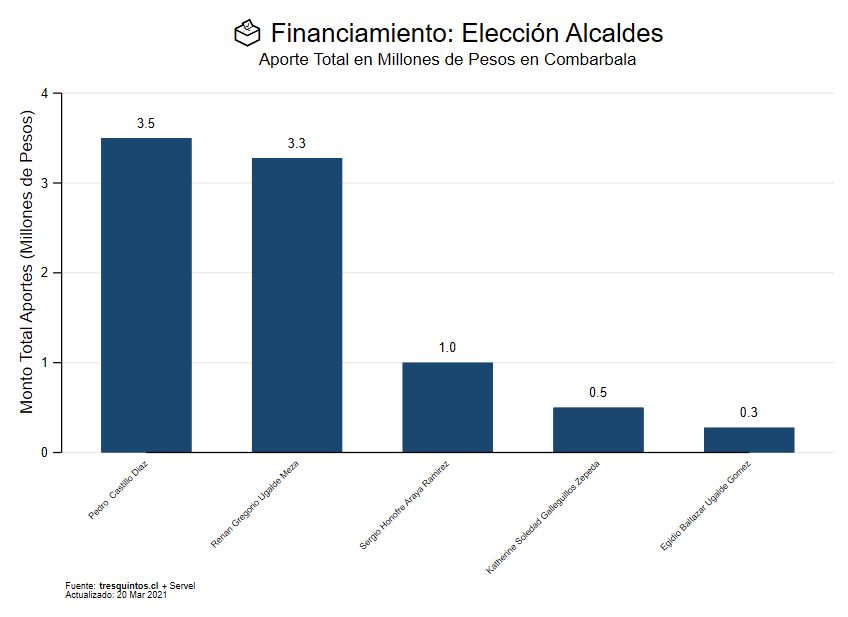 Financiamiento: Elección Alcaldes
Aporte Total en Millones de Pesos en Combarbala
Monto Total Aportes (Millones de Pesos)
4
3
2
1
0
3.5
3.3
1.0
0.5
0.3
Pedro  Castillo Diaz
Renan Gregorio Ugalde Meza
Sergio Honofre Araya Ramirez
Katherine Soledad Galleguillos Zepeda
Egidio Baltazar Ugalde Gomez
Fuente: tresquintos.cl + Servel
Actualizado: 20 Mar 2021